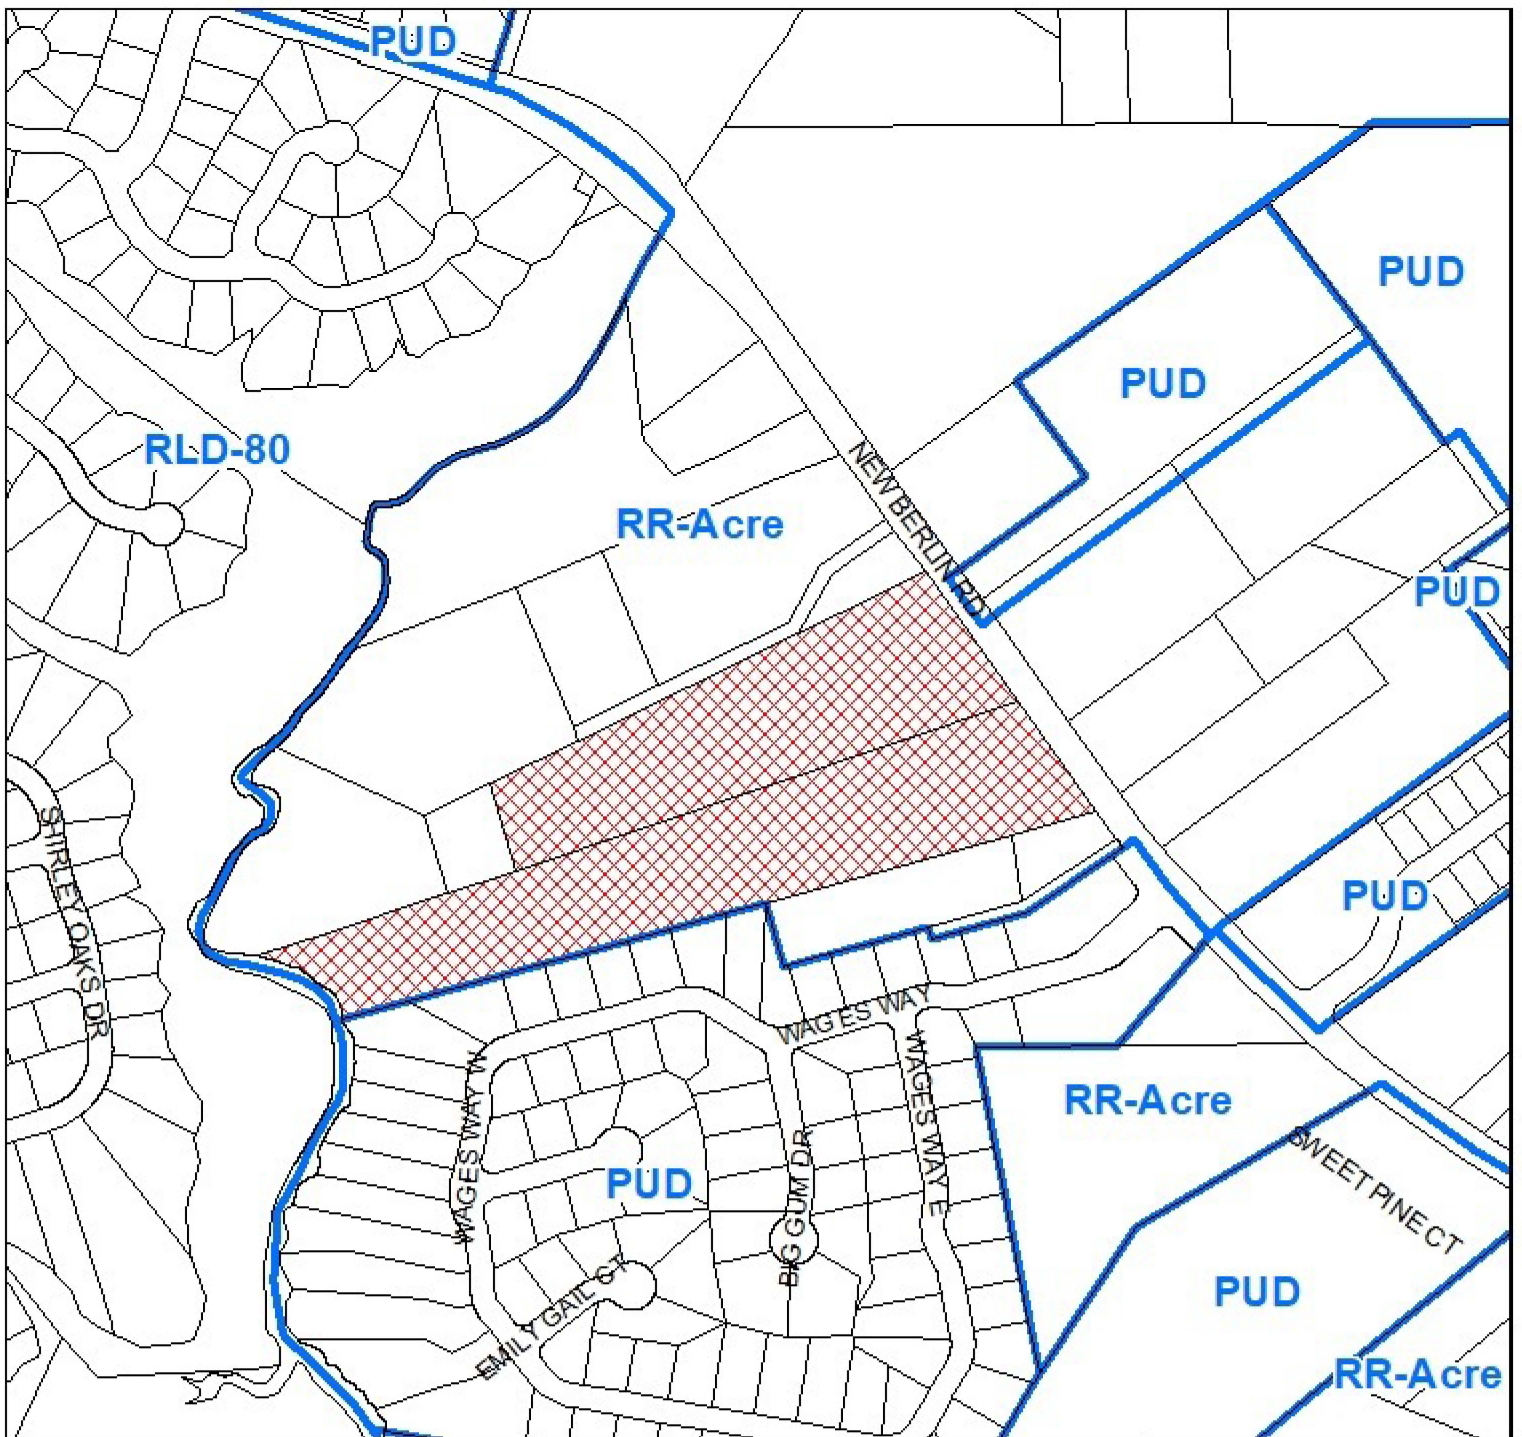 PUD
PUD
PUD
RLD-80
RR-Acre
NEW BERLIN RD
PUD
SHIRLEY OAKS DR
PUD
WAGES WAY
WAGES WAY W
WAGES WAY E
RR-Acre
BIG GUM DR
SWEET PINE CT
PUD
EMILY GAIL CT
PUD
RR-Acre